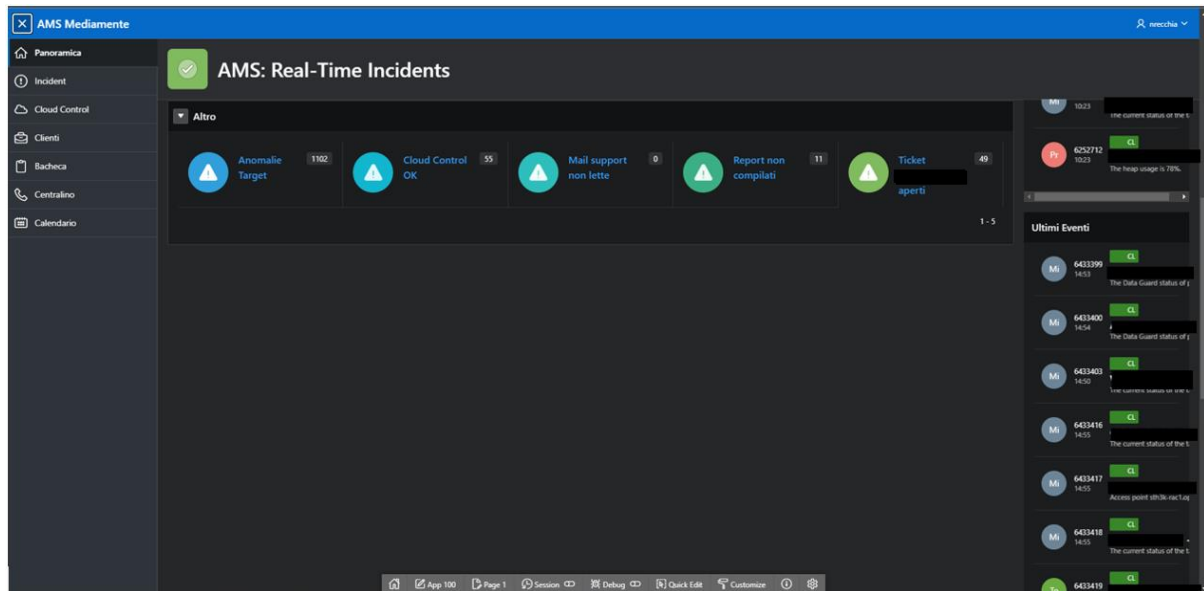 AMS Mediamente
nrecchia
Panoramica
Incident
Cloud Control
Clienti
Bacheca
Centralino
Calendario
AMS: Real-Time Incidents
Altro
Anomalie Target
1102
Cloud Control OK
55
Mail support non lette
0
Report non compilati
11
Ticket
aperti
49
1 - 5
Mi
10:23
The current status of the t
Pr
6252712
10:23
CL
The heap usage is 78%.
Ultimi Eventi
Mi
6433399
14:53
CL
The Data Guard status of p
Mi
6433400
14:54
CL
The Data Guard status of p
Mi
6433403
14:50
CL
The current status of the t
Mi
6433416
14:55
CL
The current status of the t
Mi
6433417
14:55
CL
Access point sth3k-rac1.op
Mi
6433418
14:55
CL
The current status of the t
6433419
CL
App 100
Page 1
Session
Debug
Quick Edit
Customize